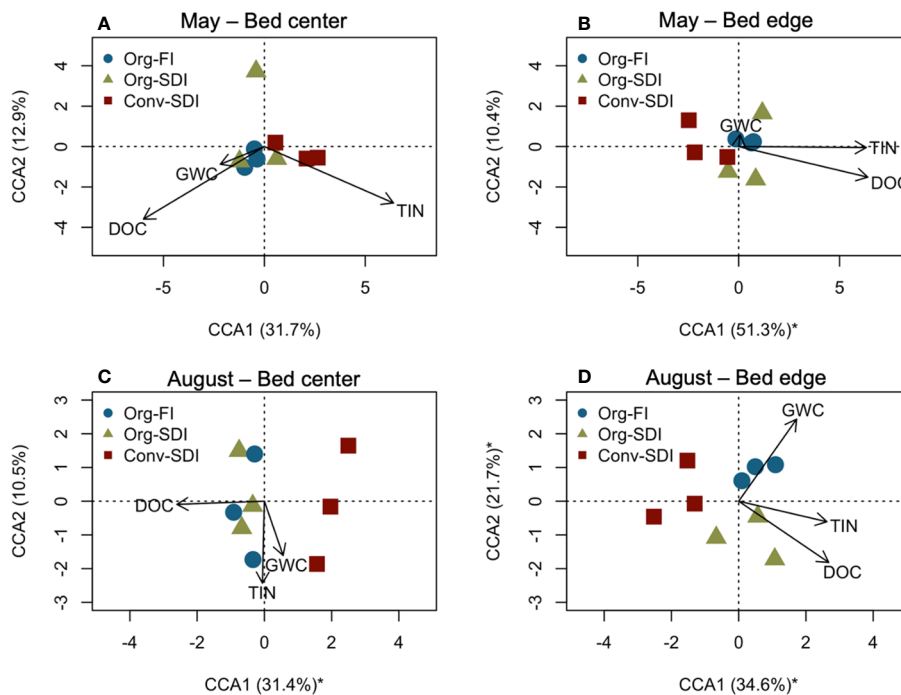 A May – Bed center
CCA2 (12.9%)
4
2
0
-2
-4
Org-FI
Org-SDI
Conv-SDI
GWC
DOC
TIN
-5 0 5
CCA1 (31.7%)
B May – Bed edge
CCA2 (10.4%)
4
2
0
-2
-4
Org-FI
Org-SDI
Conv-SDI
GWC
TIN
DOC
-5 0 5
CCA1 (51.3%)*
C August – Bed center
CCA2 (10.5%)
3
2
1
0
-1
-2
-3
Org-FI
Org-SDI
Conv-SDI
DOC
GWC
TIN
-4 -2 0 2 4
CCA1 (31.4%)*
D August – Bed edge
CCA2 (21.7%)*
3
2
1
0
-1
-2
-3
Org-FI
Org-SDI
Conv-SDI
GWC
TIN
DOC
-4 -2 0 2 4
CCA1 (34.6%)*